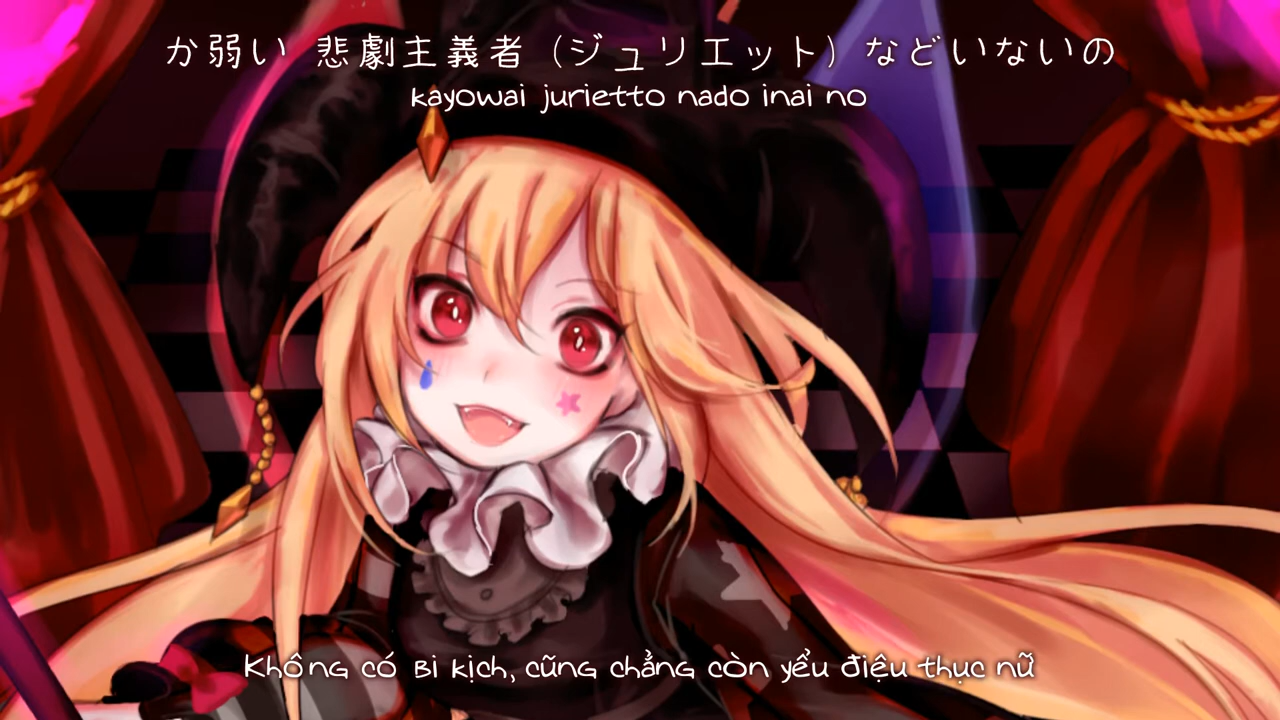 か弱い 悲劇主義者（ジュリエット）などいないの
kayowai jurietto nado inai no
Không có bi kịch, cũng chẳng còn yểu điệu thục nữ